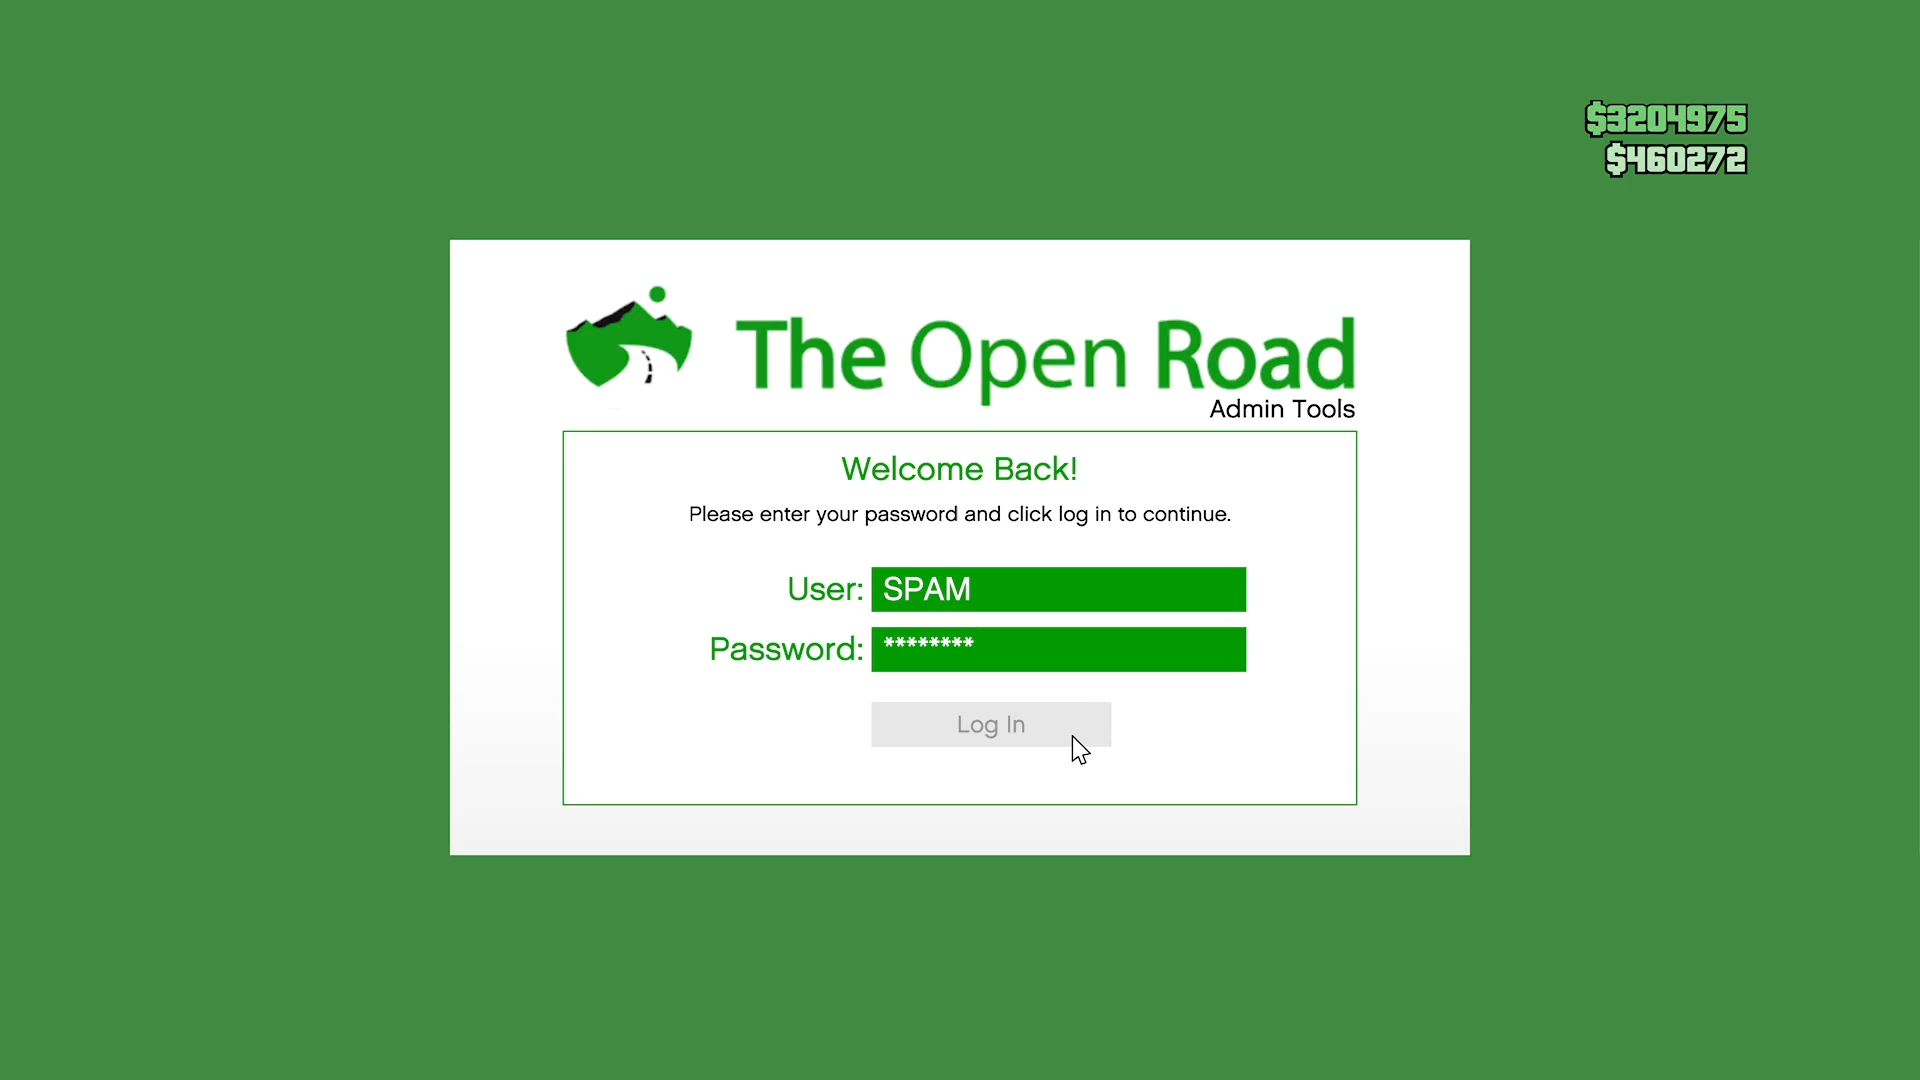 $3204975
$460272
The Open Road
Admin Tools
Welcome Back!
Please enter your password and click log in to continue.
User: SPAM
Password: ********
Log In